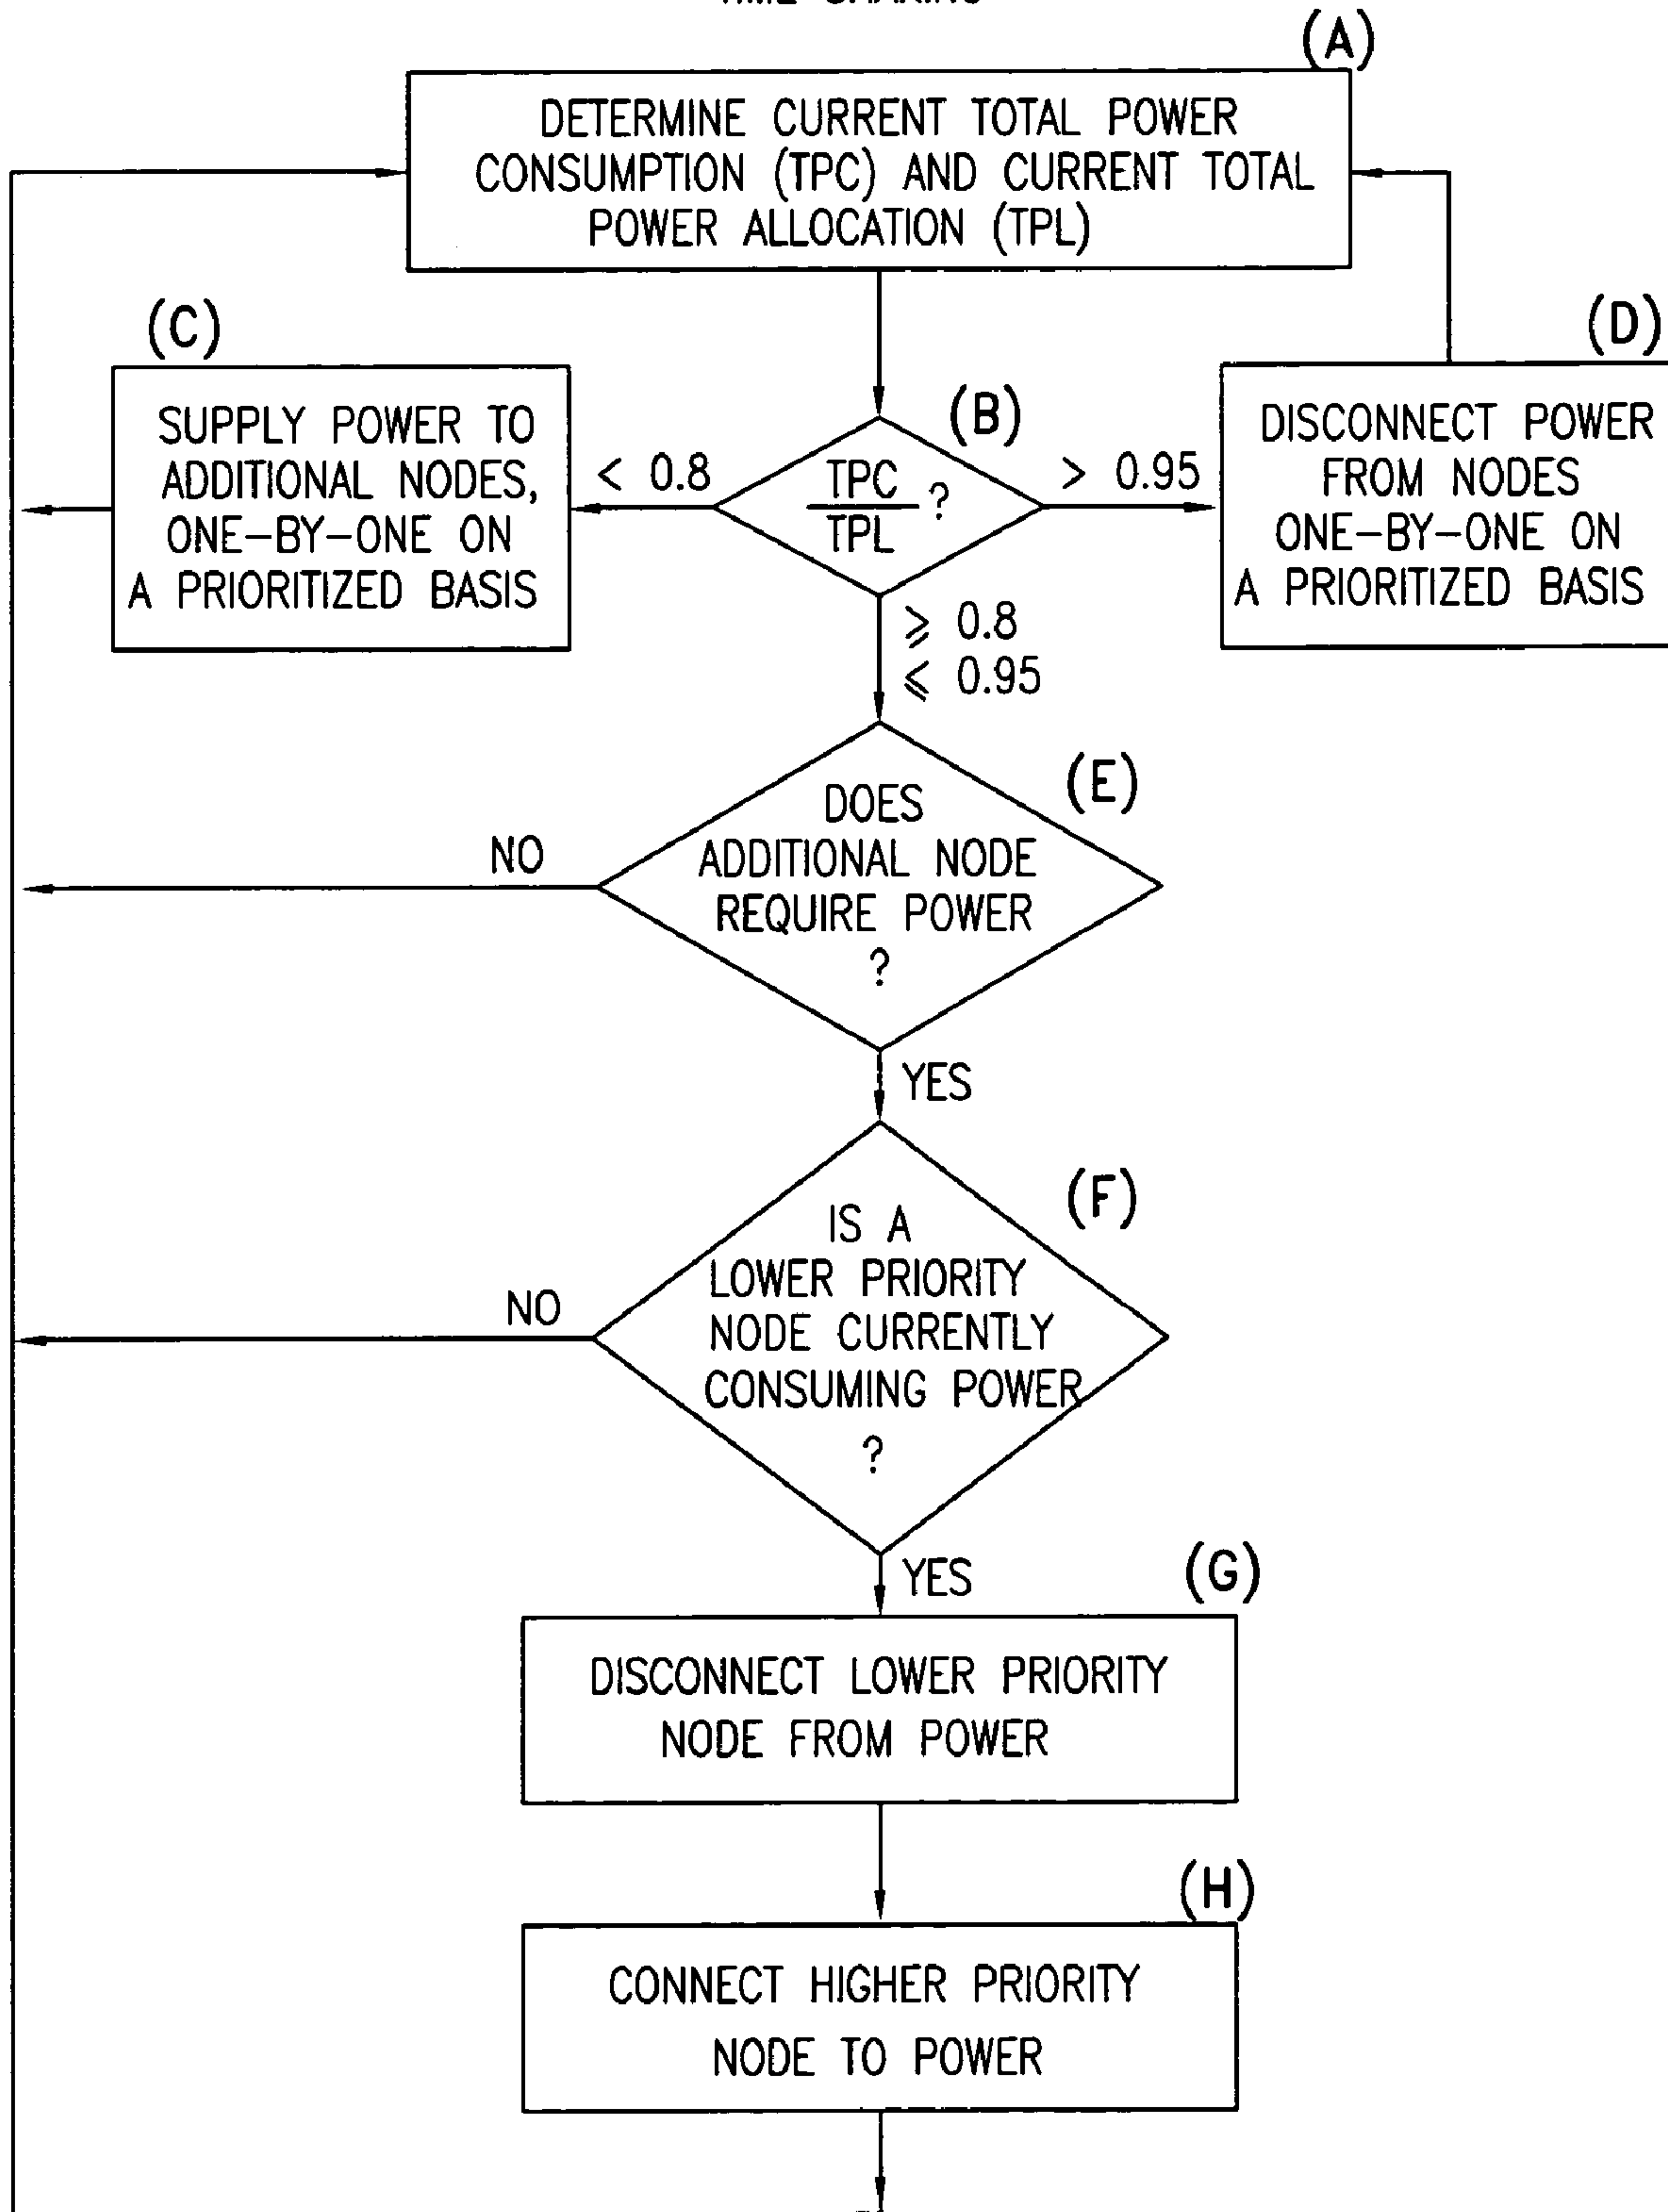 (A)
DETERMINE CURRENT TOTAL POWER
CONSUMPTION (TPC) AND CURRENT TOTAL
POWER ALLOCATION (TPL)
(C)
SUPPLY POWER TO
ADDITIONAL NODES,
ONE-BY-ONE ON
A PRIORITIZED BASIS
< 0.8
(B)
TPC
TPL
?
> 0.95
(D)
DISCONNECT POWER
FROM NODES
ONE-BY-ONE ON
A PRIORITIZED BASIS
⩾ 0.8
⩽ 0.95
(E)
DOES
ADDITIONAL NODE
REQUIRE POWER
?
NO
YES
(F)
IS A
LOWER PRIORITY
NODE CURRENTLY
CONSUMING POWER
?
NO
YES
(G)
DISCONNECT LOWER PRIORITY
NODE FROM POWER
(H)
CONNECT HIGHER PRIORITY
NODE TO POWER